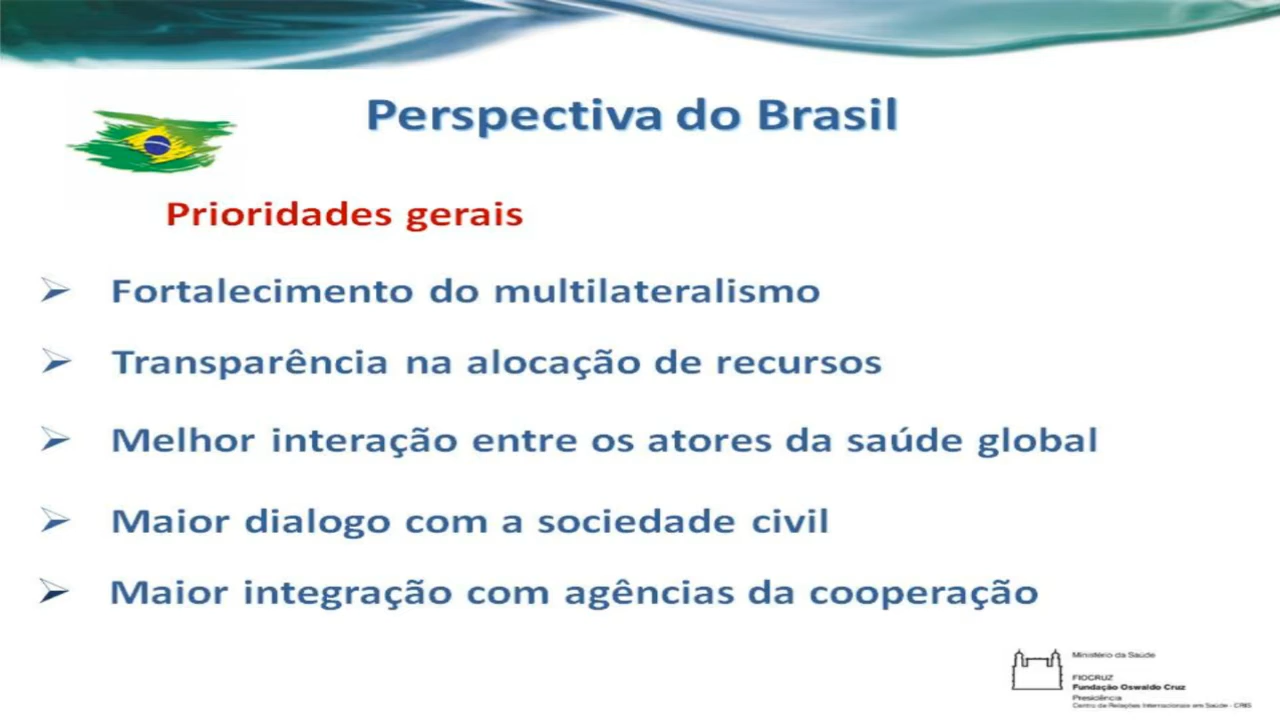 Perspectiva do Brasil
Prioridades gerais
Fortalecimento do multilateralismo
Transparência na alocação de recursos
Melhor interação entre os atores da saúde global
Maior dialogo com a sociedade civil
Maior integração com agências da cooperação
Ministério da Saúde
FIOCRUZ
Fundação Oswaldo Cruz
Presidência
Centro de Relações Internacionais em Saúde - CRIS